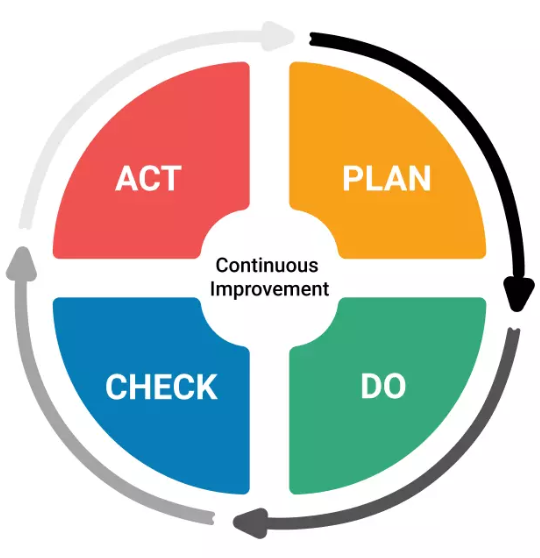 ACT
PLAN
Continuous
Improvement
CHECK
DO